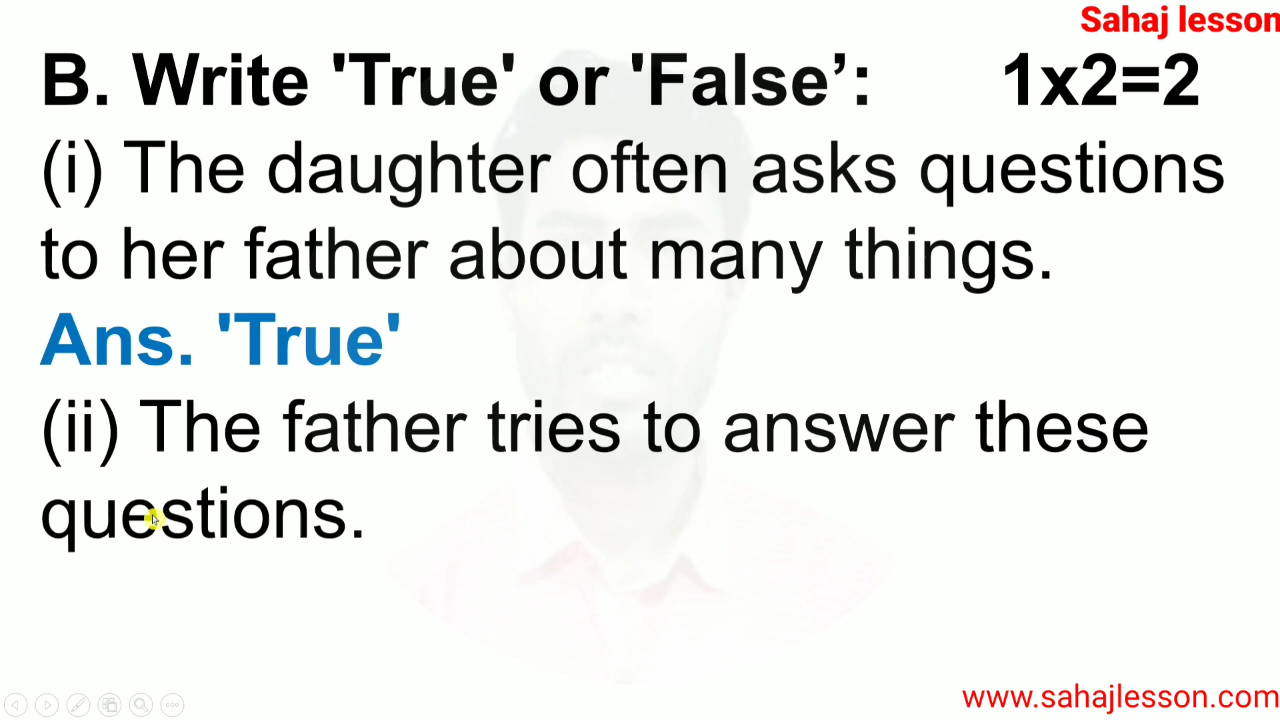 Sahaj lesson
B. Write 'True' or 'False’: 1x2=2
(i) The daughter often asks questions
to her father about many things.
Ans. 'True'
(ii) The father tries to answer these
questions.
www.sahajlesson.com